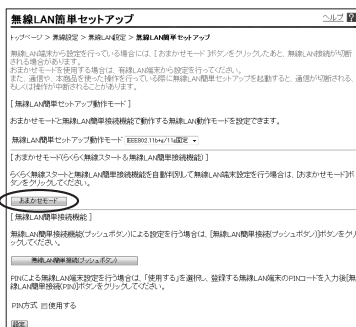 無線LAN簡単セットアップ
ヘルプ ?
トップページ > 無線設定 > 無線LAN設定 > 無線LAN簡単セットアップ
無線LAN端末から設定を行っている場合には、[おまかせモード]ボタンをクリックしたあと、無線LAN接続が切断
される場合があります。
おまかせモードを使用する場合は、有線LAN端末から設定を行ってください。
また、通信や、本商品を使った操作を行っている際に無線LAN簡単セットアップを起動すると、通信が切断される、
もしくは操作が中断されることがあります。
[無線LAN簡単セットアップ動作モード]
おまかせモードと無線LAN簡単接続機能で動作する無線LAN動作モードを設定できます。
無線LAN簡単セットアップ動作モード IEEE802.11b+g/11a固定
[おまかせモード(らくらく無線スタート&無線LAN簡単接続機能)]
らくらく無線スタートと無線LAN簡単接続機能を自動判別して無線LAN端末設定を行う場合は、[おまかせモード]ボ
タンをクリックしてください。
おまかせモード
[無線LAN簡単接続機能]
無線LAN簡単接続機能(プッシュボタン)による設定を行う場合は、[無線LAN簡単接続(プッシュボタン)]ボタンをクリ
ックしてください。
無線LAN簡単接続(プッシュボタン)
PINによる無線LAN端末設定を行う場合は、「使用する」を選択し、登録する無線LAN端末のPINコードを入力後[無
線LAN簡単接続(PIN)]ボタンをクリックしてください。
PIN方式 使用する
設定